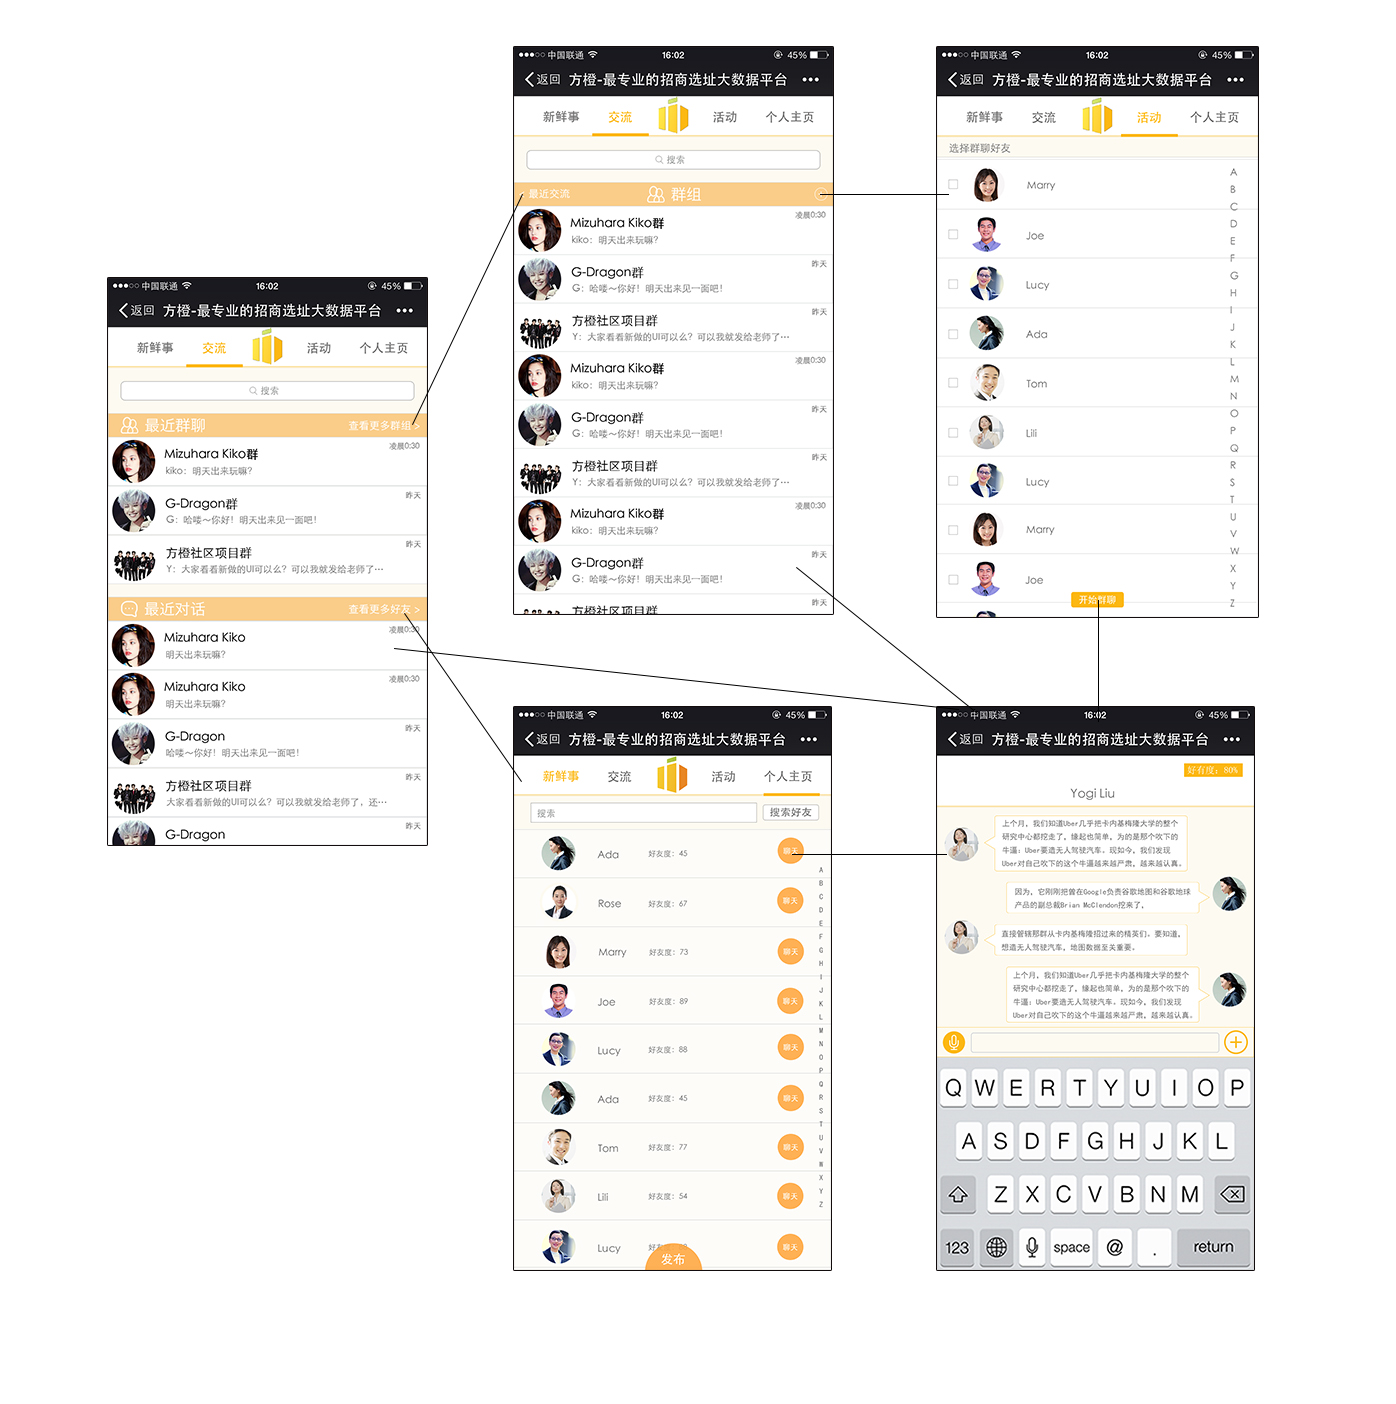 中国联通 16:02 45%
返回 方橙-最专业的招商选址大数据平台
新鲜事 交流 活动 个人主页
搜索
最近群聊 查看更多群组 >
Mizuhara Kiko群 凌晨0:30
kiko：明天出来玩嘛？
G-Dragon群 昨天
G：哈喽～你好！明天出来见一面吧！
方橙社区项目群 昨天
Y：大家看看新做的UI可以么？可以我就发给老师了…
最近对话 查看更多好友 >
Mizuhara Kiko 凌晨0:30
明天出来玩嘛？
Mizuhara Kiko 凌晨0:30
明天出来玩嘛？
G-Dragon 昨天
哈喽～你好！明天出来见一面吧！
方橙社区项目群 昨天
大家看看新做的UI可以么？可以我就发给老师了，还…
G-Dragon 昨天
中国联通 16:02 45%
返回 方橙-最专业的招商选址大数据平台
新鲜事 交流 活动 个人主页
搜索
最近交流 群组
Mizuhara Kiko群 凌晨0:30
kiko：明天出来玩嘛？
G-Dragon群 昨天
G：哈喽～你好！明天出来见一面吧！
方橙社区项目群 昨天
Y：大家看看新做的UI可以么？可以我就发给老师了…
Mizuhara Kiko群 凌晨0:30
kiko：明天出来玩嘛？
G-Dragon群 昨天
G：哈喽～你好！明天出来见一面吧！
方橙社区项目群 昨天
Y：大家看看新做的UI可以么？可以我就发给老师了…
Mizuhara Kiko群 凌晨0:30
kiko：明天出来玩嘛？
G-Dragon群 昨天
G：哈喽～你好！明天出来见一面吧！
方橙社区项目群 昨天
中国联通 16:02 45%
返回 方橙-最专业的招商选址大数据平台
新鲜事 交流 活动 个人主页
选择群聊好友
Marry
Joe
Lucy
Ada
Tom
Lili
Lucy
Marry
Joe
A
B
C
D
E
F
G
H
I
J
K
L
M
N
O
P
Q
R
S
T
U
V
W
X
Y
Z
开始群聊
中国联通 16:02 45%
返回 方橙-最专业的招商选址大数据平台
新鲜事 交流 活动 个人主页
搜索 搜索好友
Ada 好友度：45 聊天
Rose 好友度：67 聊天
Marry 好友度：73 聊天
Joe 好友度：89 聊天
Lucy 好友度：88 聊天
Ada 好友度：45 聊天
Tom 好友度：77 聊天
Lili 好友度：54 聊天
Lucy 聊天
A
B
C
D
E
F
G
H
I
J
K
L
M
N
O
P
Q
R
S
T
U
V
W
X
Y
Z
发布
中国联通 16:02 45%
返回 方橙-最专业的招商选址大数据平台
好有度：80%
Yogi Liu
上个月，我们知道Uber几乎把卡内基梅隆大学的整个
研究中心都挖走了，缘起也简单，为的是那个吹下的
牛逼：Uber要造无人驾驶汽车。现如今，我们发现
Uber对自己吹下的这个牛逼越来越严肃，越来越认真。
因为，它刚刚把曾在Google负责谷歌地图和谷歌地球
产品的副总裁Brian McClendon挖来了，
直接管辖那群从卡内基梅隆招过来的精英们。要知道，
想造无人驾驶汽车，地图数据至关重要。
上个月，我们知道Uber几乎把卡内基梅隆大学的整个
研究中心都挖走了，缘起也简单，为的是那个吹下的
牛逼：Uber要造无人驾驶汽车。现如今，我们发现
Uber对自己吹下的这个牛逼越来越严肃，越来越认真。
Q W E R T Y U I O P
A S D F G H J K L
Z X C V B N M
123 space @ . return